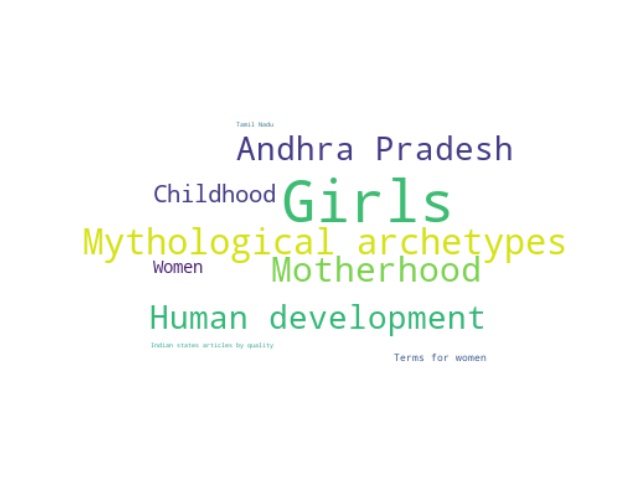 Tamil Nadu
Andhra Pradesh
Childhood
Girls
Mythological archetypes
Women
Motherhood
Human development
Indian states articles by quality
Terms for women